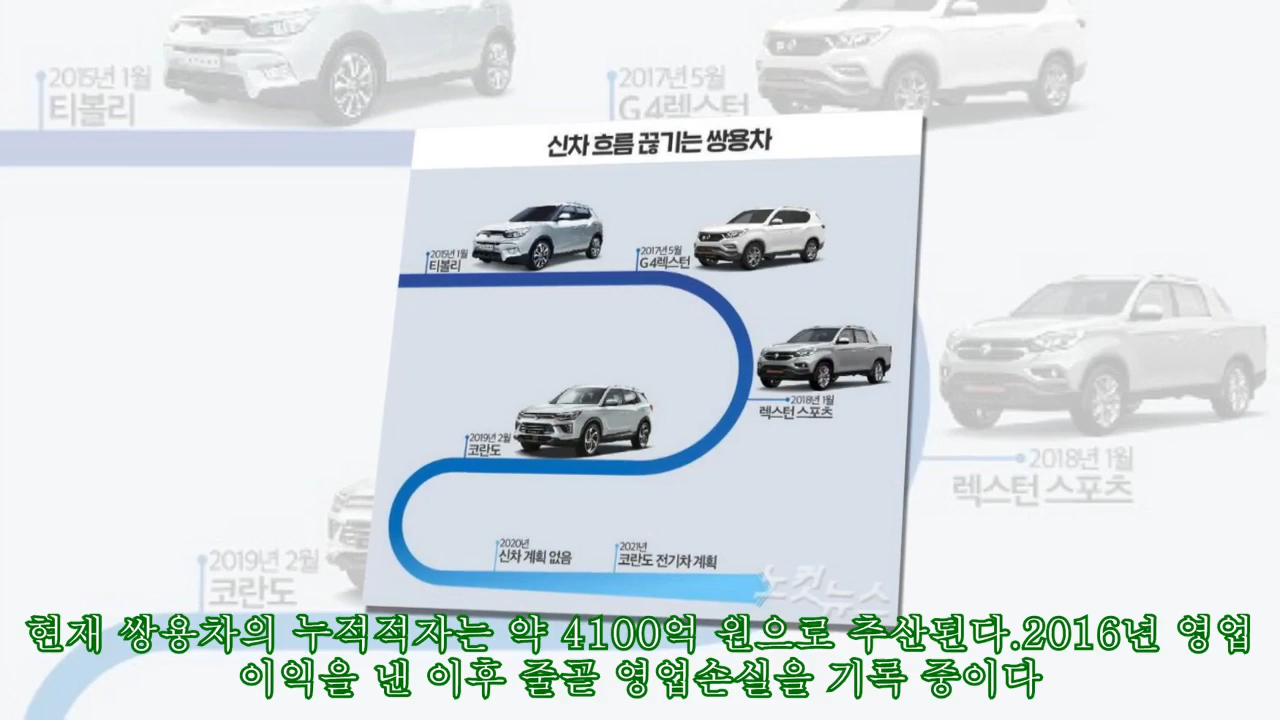 2015년 1월
티볼리
2017년 5월
G4렉스턴
신차 흐름 끊기는 쌍용차
2015년 1월
티볼리
2017년 5월
G4렉스턴
2018년 1월
렉스턴 스포츠
2019년 2월
코란도
2018년 1월
렉스턴 스포츠
2020년
신차 계획 없음
2021년
코란도 전기차 계획
2019년 2월
코란도
노컷뉴스
현재 쌍용차의 누적적자는 약 4100억 원으로 추산된다.2016년 영업
이익을 낸 이후 줄곧 영업손실을 기록 중이다